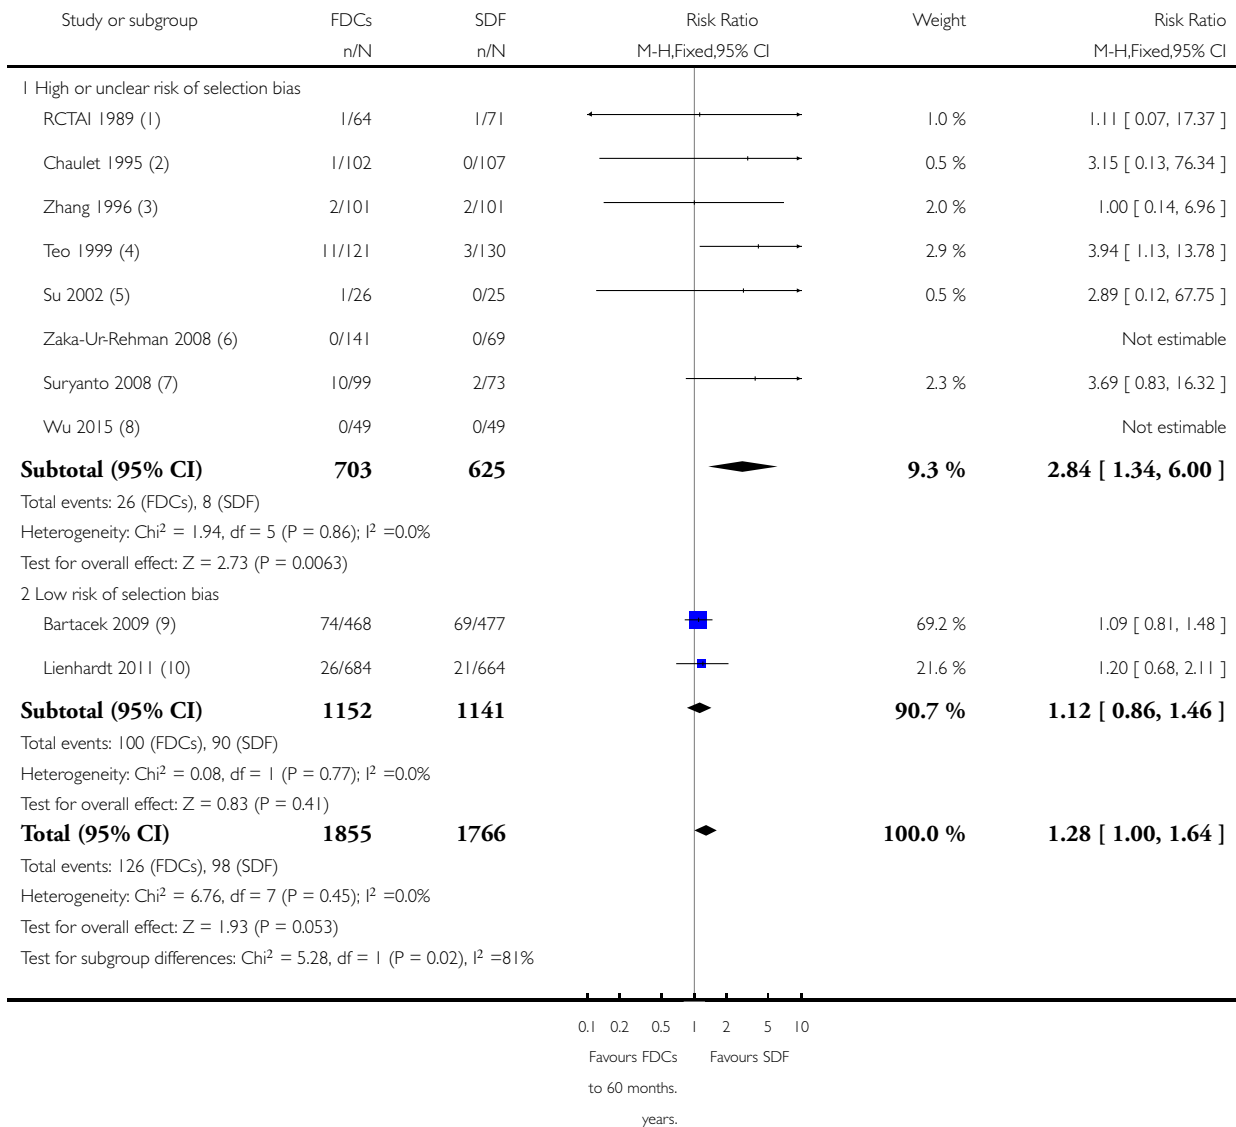 Study or subgroup FDCs SDF Risk Ratio Weight Risk Ratio
n/N n/N M-H,Fixed,95% CI M-H,Fixed,95% CI
1 High or unclear risk of selection bias
RCTAI 1989 (1) 1/64 1/71 1.0 % 1.11 [ 0.07, 17.37 ]
Chaulet 1995 (2) 1/102 0/107 0.5 % 3.15 [ 0.13, 76.34 ]
Zhang 1996 (3) 2/101 2/101 2.0 % 1.00 [ 0.14, 6.96 ]
Teo 1999 (4) 11/121 3/130 2.9 % 3.94 [ 1.13, 13.78 ]
Su 2002 (5) 1/26 0/25 0.5 % 2.89 [ 0.12, 67.75 ]
Zaka-Ur-Rehman 2008 (6) 0/141 0/69 Not estimable
Suryanto 2008 (7) 10/99 2/73 2.3 % 3.69 [ 0.83, 16.32 ]
Wu 2015 (8) 0/49 0/49 Not estimable
Subtotal (95% CI) 703 625 9.3 % 2.84 [ 1.34, 6.00 ]
Total events: 26 (FDCs), 8 (SDF)
Heterogeneity: Chi² = 1.94, df = 5 (P = 0.86); I² =0.0%
Test for overall effect: Z = 2.73 (P = 0.0063)
2 Low risk of selection bias
Bartacek 2009 (9) 74/468 69/477 69.2 % 1.09 [ 0.81, 1.48 ]
Lienhardt 2011 (10) 26/684 21/664 21.6 % 1.20 [ 0.68, 2.11 ]
Subtotal (95% CI) 1152 1141 90.7 % 1.12 [ 0.86, 1.46 ]
Total events: 100 (FDCs), 90 (SDF)
Heterogeneity: Chi² = 0.08, df = 1 (P = 0.77); I² =0.0%
Test for overall effect: Z = 0.83 (P = 0.41)
Total (95% CI) 1855 1766 100.0 % 1.28 [ 1.00, 1.64 ]
Total events: 126 (FDCs), 98 (SDF)
Heterogeneity: Chi² = 6.76, df = 7 (P = 0.45); I² =0.0%
Test for overall effect: Z = 1.93 (P = 0.053)
Test for subgroup differences: Chi² = 5.28, df = 1 (P = 0.02), I² =81%
0.1 0.2 0.5 1 2 5 10
Favours FDCs Favours SDF
to 60 months.
years.